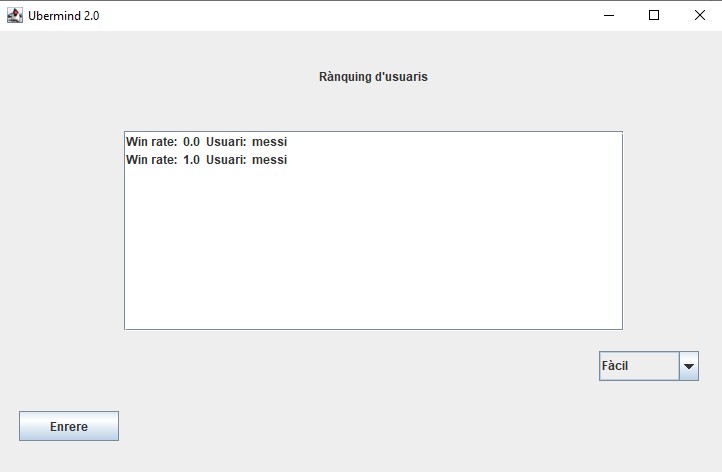 Ubermind 2.0
Rànquing d'usuaris
Win rate: 0.0 Usuari: messi
Win rate: 1.0 Usuari: messi
Fàcil
Enrere